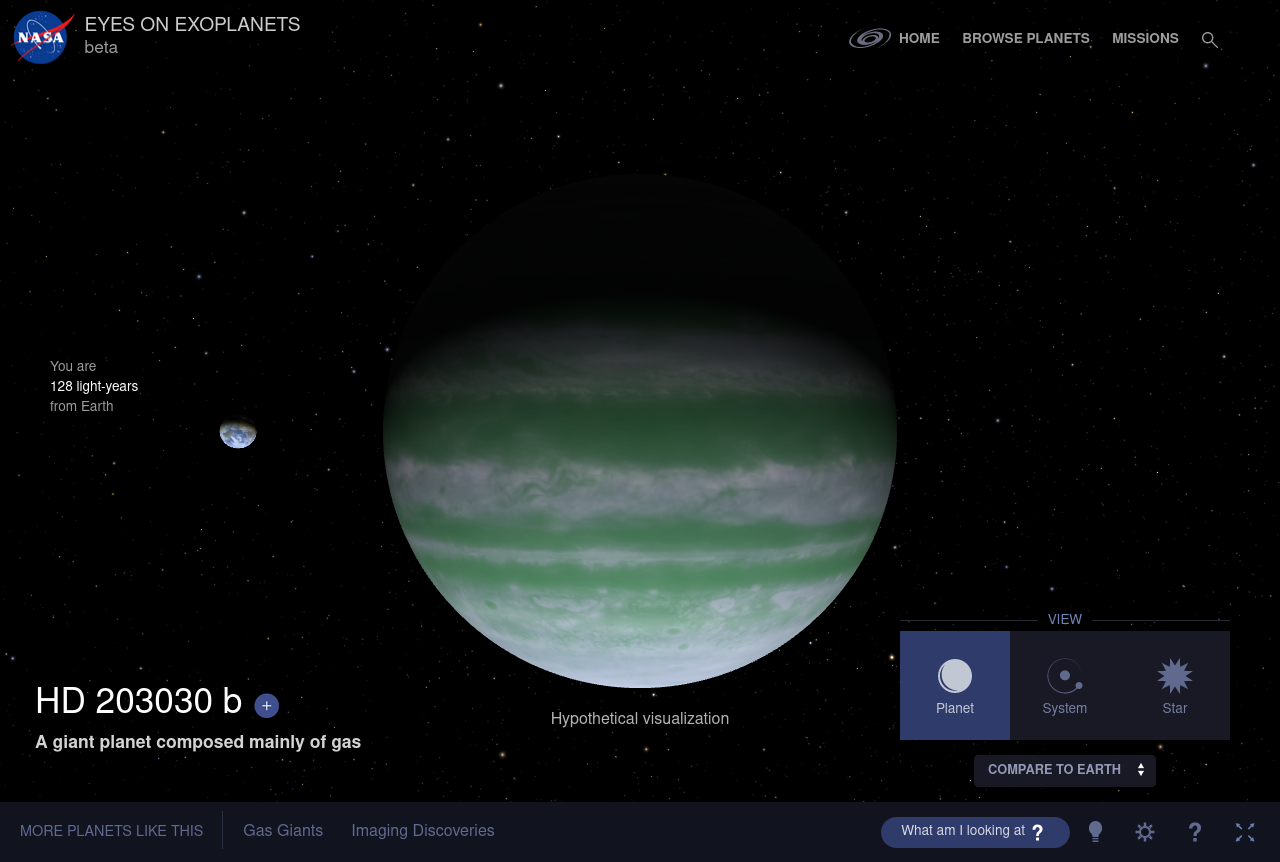 NASA
EYES ON EXOPLANETS
beta
HOME
BROWSE PLANETS
MISSIONS
You are
128 light-years
from Earth
VIEW
Planet
System
Star
HD 203030 b +
A giant planet composed mainly of gas
Hypothetical visualization
COMPARE TO EARTH
MORE PLANETS LIKE THIS
Gas Giants
Imaging Discoveries
What am I looking at ?
?